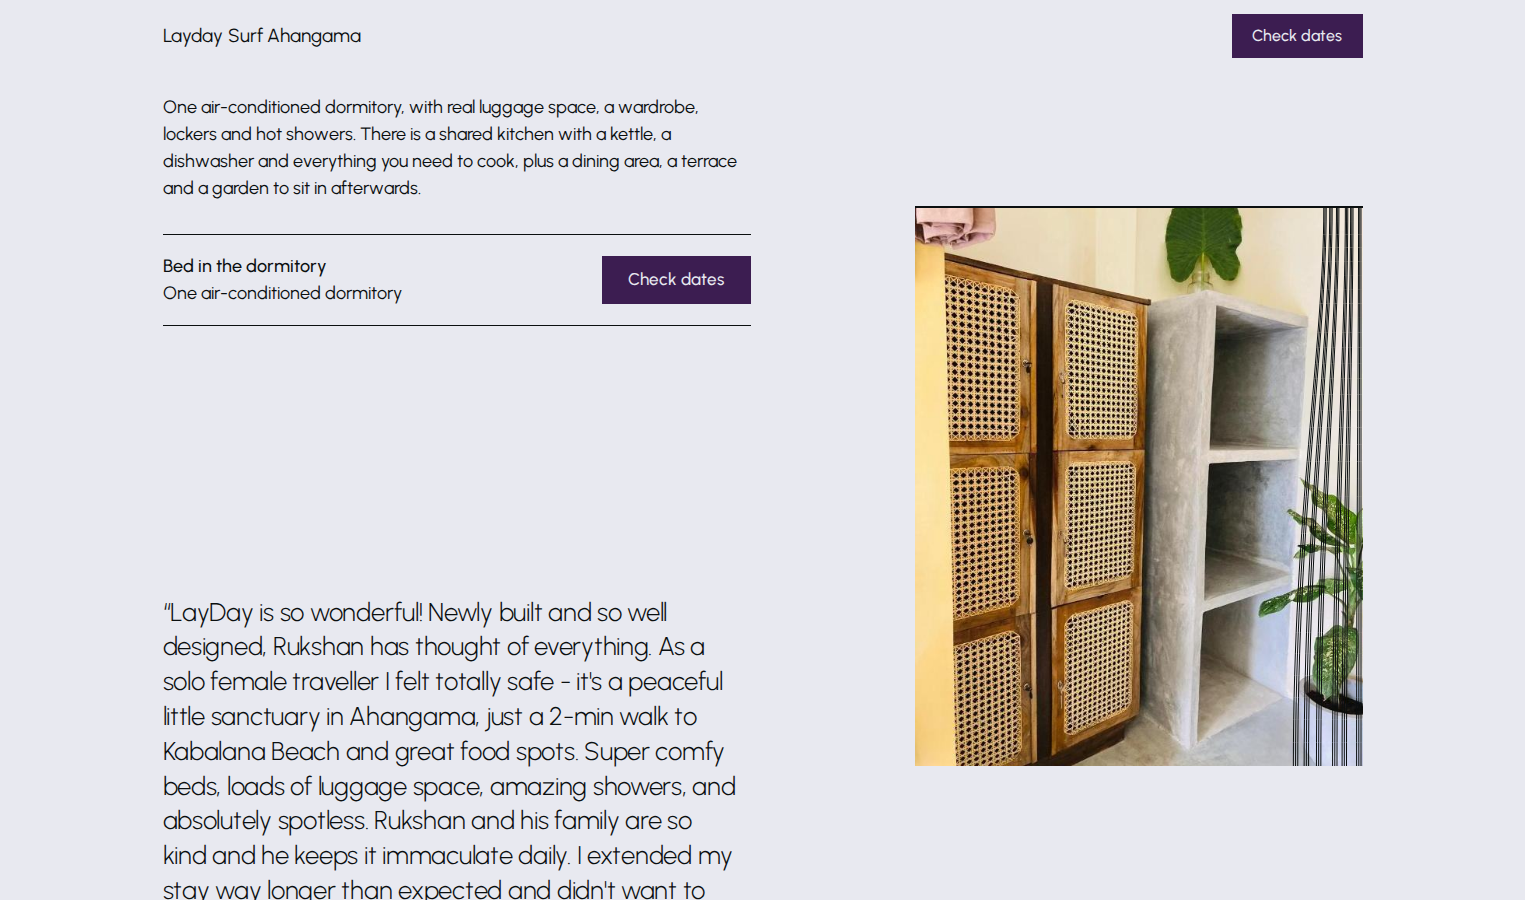 Layday Surf Ahangama
Check dates
One air-conditioned dormitory, with real luggage space, a wardrobe,
lockers and hot showers. There is a shared kitchen with a kettle, a
dishwasher and everything you need to cook, plus a dining area, a terrace
and a garden to sit in afterwards.
Bed in the dormitory
One air-conditioned dormitory
Check dates
“LayDay is so wonderful! Newly built and so well
designed, Rukshan has thought of everything. As a
solo female traveller I felt totally safe - it's a peaceful
little sanctuary in Ahangama, just a 2-min walk to
Kabalana Beach and great food spots. Super comfy
beds, loads of luggage space, amazing showers, and
absolutely spotless. Rukshan and his family are so
kind and he keeps it immaculate daily. I extended my
stay way longer than expected and didn't want to